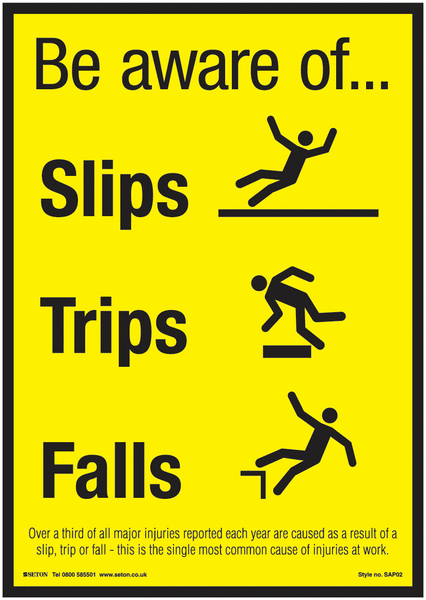 Be aware of...
Slips
Trips
Falls
Over a third of all major injuries reported each year are caused as a result of a
slip, trip or fall - this is the single most common cause of injuries at work.
SETON Tel 0800 585501 www.seton.co.uk Style no. SAP02